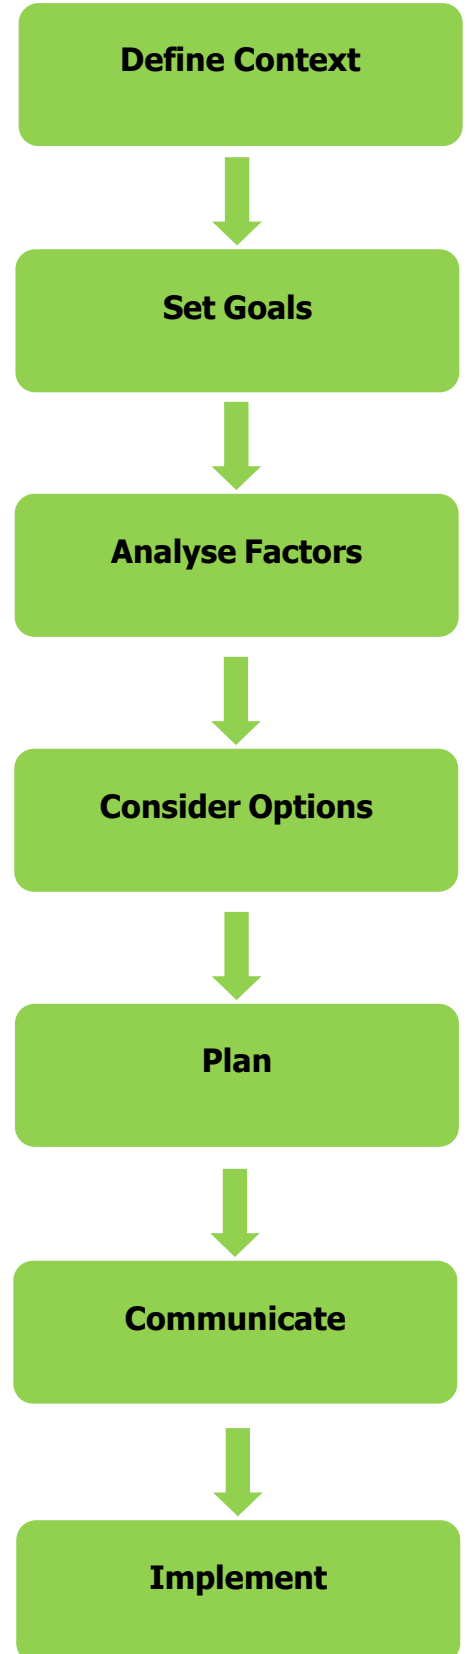 Define Context
Set Goals
Analyse Factors
Consider Options
Plan
Communicate
Implement